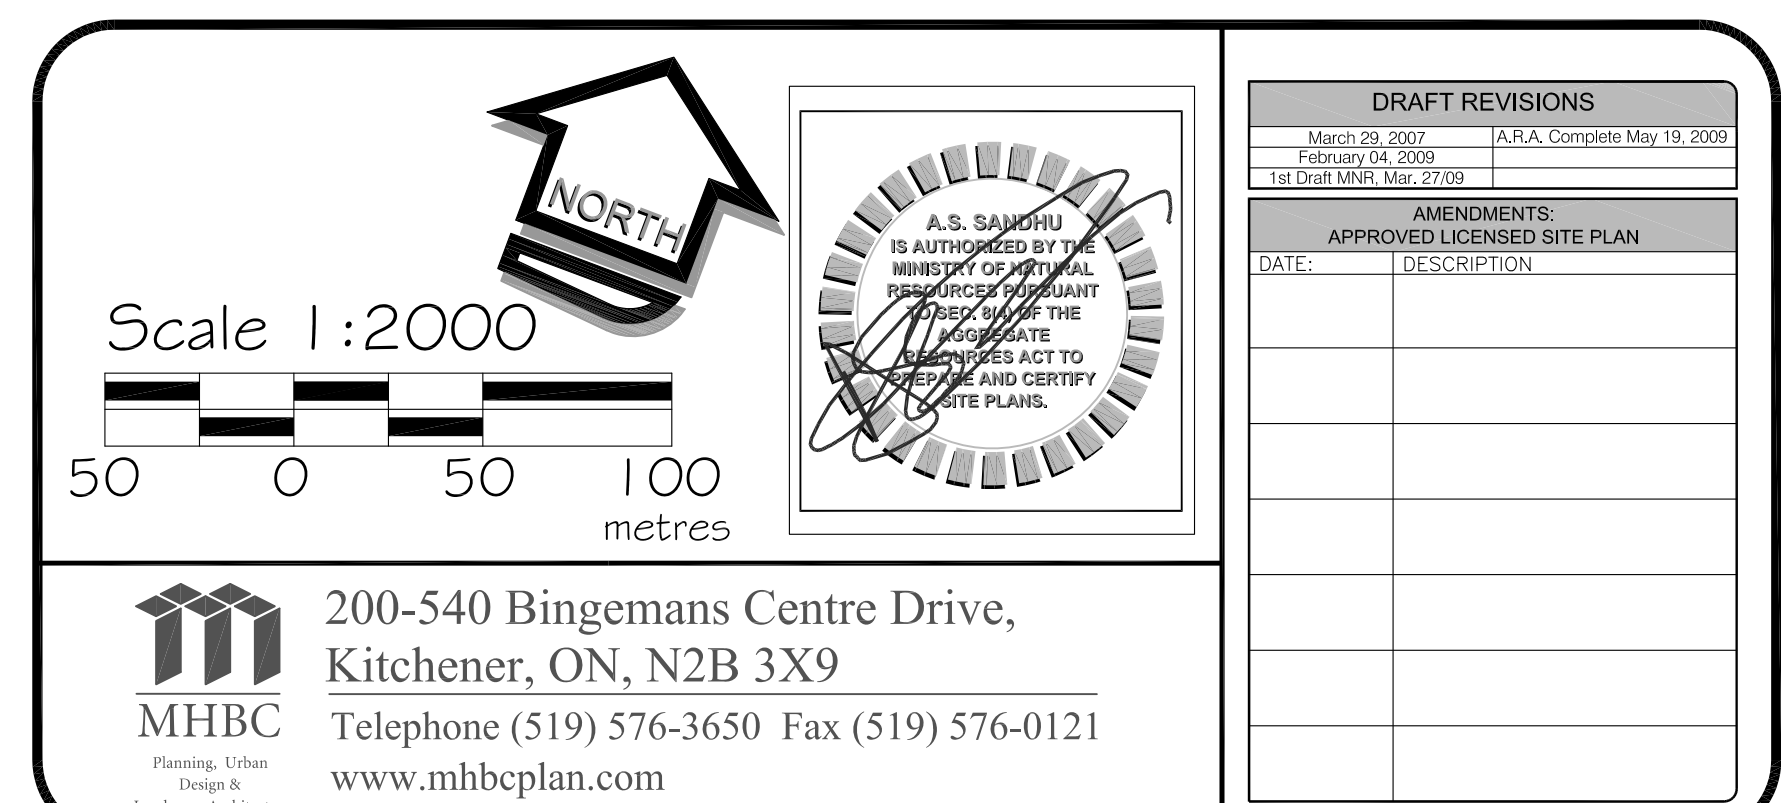 NORTH
Scale 1:2000
50 0 50 100
metres
A.S. SANDHU
IS AUTHORIZED BY THE
MINISTRY OF NATURAL
RESOURCES PURSUANT
TO SEC. 8(4) OF THE
AGGREGATE
RESOURCES ACT TO
PREPARE AND CERTIFY
SITE PLANS.
DRAFT REVISIONS
March 29, 2007 A.R.A. Complete May 19, 2009
February 04, 2009
1st Draft MNR, Mar. 27/09
AMENDMENTS:
APPROVED LICENSED SITE PLAN
DATE: DESCRIPTION
MHBC
Planning, Urban
Design &
200-540 Bingemans Centre Drive,
Kitchener, ON, N2B 3X9
Telephone (519) 576-3650 Fax (519) 576-0121
www.mhbcplan.com